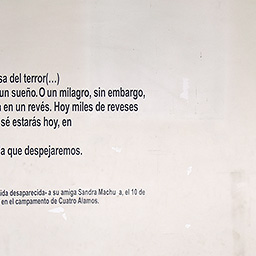 sa del terror(...)
un sueño. O un milagro, sin embargo,
en un revés. Hoy miles de reveses
sé estarás hoy, en
a que despejaremos.
ida desaparecida- a su amiga Sandra Machu a, el 10 de
en el campamento de Cuatro Alamos.